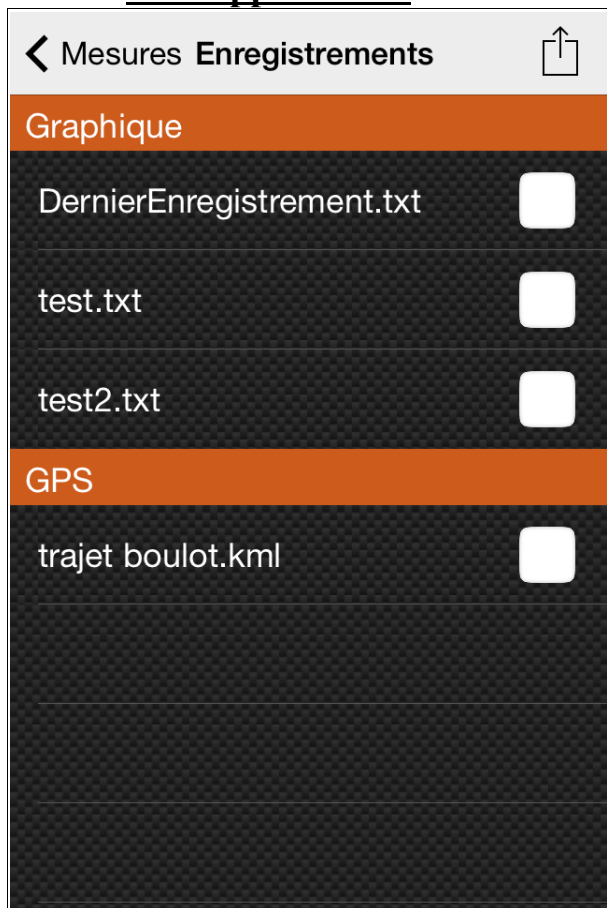 Mesures Enregistrements
Graphique
DernierEnregistrement.txt
test.txt
test2.txt
GPS
trajet boulot.kml